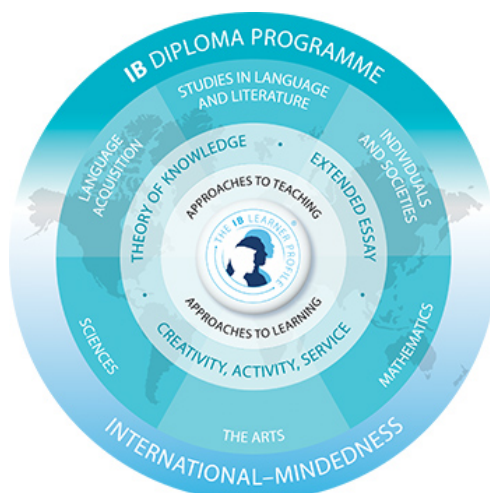 IB DIPLOMA PROGRAMME
STUDIES IN LANGUAGE
AND LITERATURE
LANGUAGE
ACQUISITION
INDIVIDUALS
AND SOCIETIES
THEORY OF KNOWLEDGE
EXTENDED ESSAY
APPROACHES TO TEACHING
THE IB LEARNER PROFILE
®
APPROACHES TO LEARNING
CREATIVITY, ACTIVITY, SERVICE
SCIENCES
MATHEMATICS
THE ARTS
INTERNATIONAL–MINDEDNESS